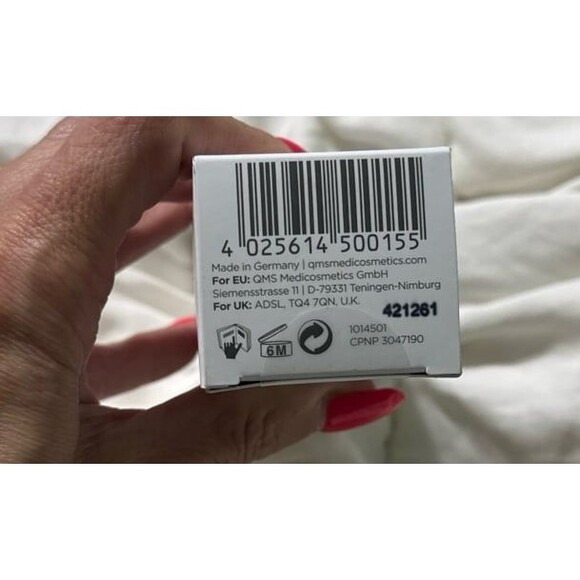 4 025614 500155
Made in Germany | qmsmedicosmetics.com
For EU: QMS Medicosmetics GmbH
Siemensstrasse 11 | D-79331 Teningen-Nimburg
For UK: ADSL, TQ4 7QN, U.K.
421261
6M
1014501
CPNP 3047190